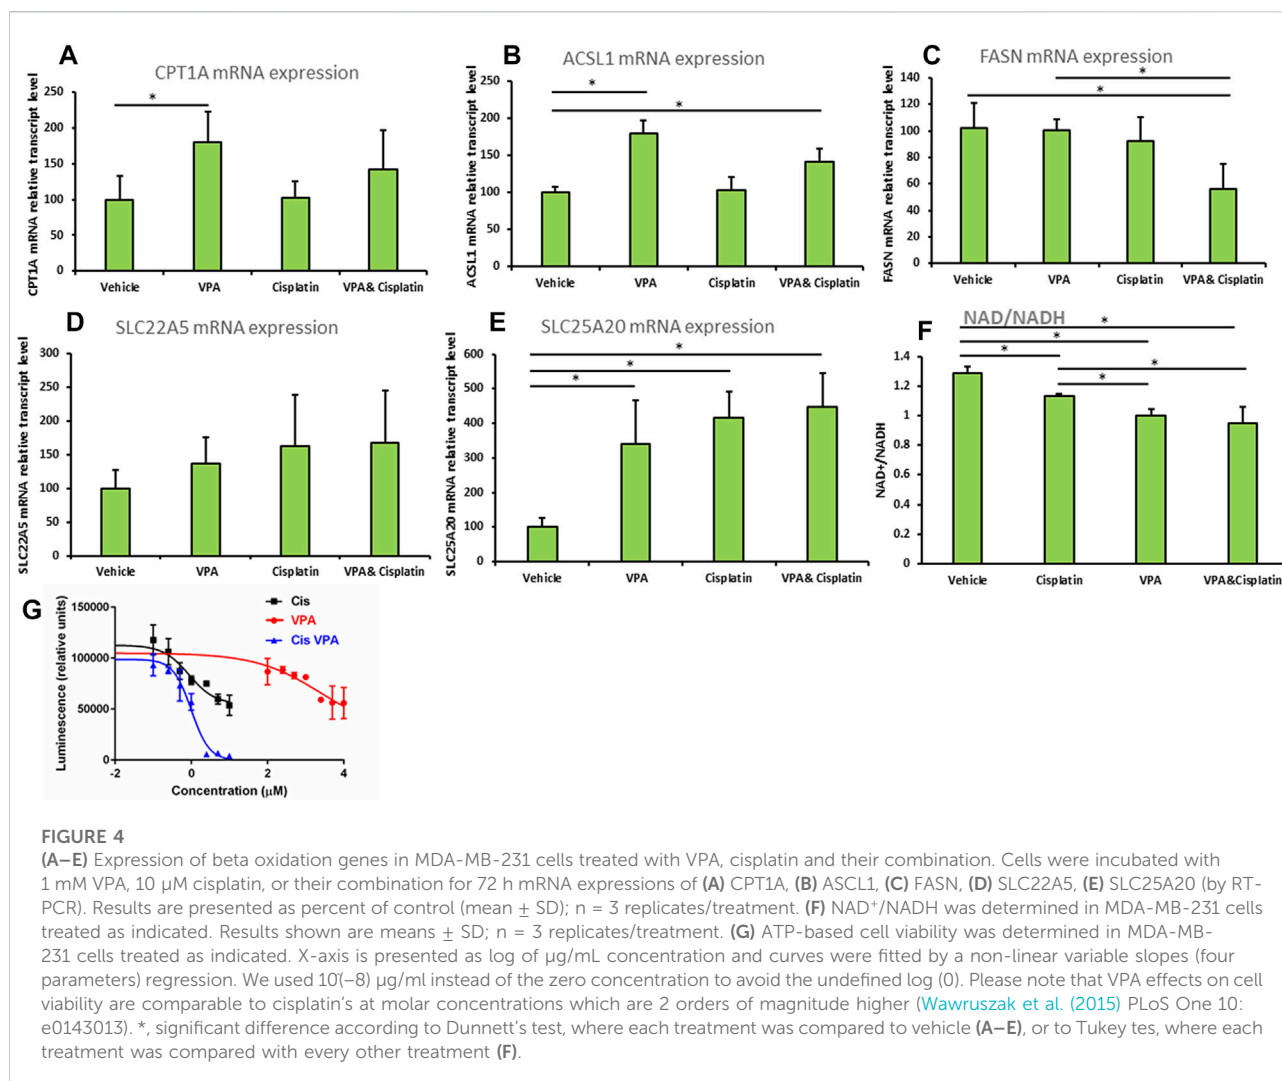 A
CPT1A mRNA expression
CPT1A mRNA relative transcript level
250
200
150
100
50
0
*
Vehicle VPA Cisplatin VPA& Cisplatin
B
ACSL1 mRNA expression
ACSL1 mRNA relative transcript level
250
200
150
100
50
0
*
*
Vehicle VPA Cisplatin VPA& Cisplatin
C
FASN mRNA expression
FASN mRNA relative transcript level
140
120
100
80
60
40
20
0
*
*
Vehicle VPA Cisplatin VPA& Cisplatin
D
SLC22A5 mRNA expression
SLC22A5 mRNA relative transcript level
300
250
200
150
100
50
0
Vehicle VPA Cisplatin VPA& Cisplatin
E
SLC25A20 mRNA expression
SLC25A20 mRNA relative transcript level
600
500
400
300
200
100
0
*
*
*
Vehicle VPA Cisplatin VPA& Cisplatin
F
NAD/NADH
NAD+/NADH
1.4
1.2
1
0.8
0.6
0.4
0.2
0
*
*
*
*
*
Vehicle Cisplatin VPA VPA&Cisplatin
G
Luminescence (relative units)
150000
100000
50000
0
Cis
VPA
Cis VPA
-2 0 2 4
Concentration (µM)
FIGURE 4
(A–E) Expression of beta oxidation genes in MDA-MB-231 cells treated with VPA, cisplatin and their combination. Cells were incubated with
1 mM VPA, 10 µM cisplatin, or their combination for 72 h mRNA expressions of (A) CPT1A, (B) ASCL1, (C) FASN, (D) SLC22A5, (E) SLC25A20 (by RT-
PCR). Results are presented as percent of control (mean ± SD); n = 3 replicates/treatment. (F) NAD⁺/NADH was determined in MDA-MB-231 cells
treated as indicated. Results shown are means ± SD; n = 3 replicates/treatment. (G) ATP-based cell viability was determined in MDA-MB-
231 cells treated as indicated. X-axis is presented as log of µg/mL concentration and curves were fitted by a non-linear variable slopes (four
parameters) regression. We used 10̂(−8) µg/ml instead of the zero concentration to avoid the undefined log (0). Please note that VPA effects on cell
viability are comparable to cisplatin's at molar concentrations which are 2 orders of magnitude higher (Wawruszak et al. (2015) PLoS One 10:
e0143013). *, significant difference according to Dunnett's test, where each treatment was compared to vehicle (A–E), or to Tukey tes, where each
treatment was compared with every other treatment (F).